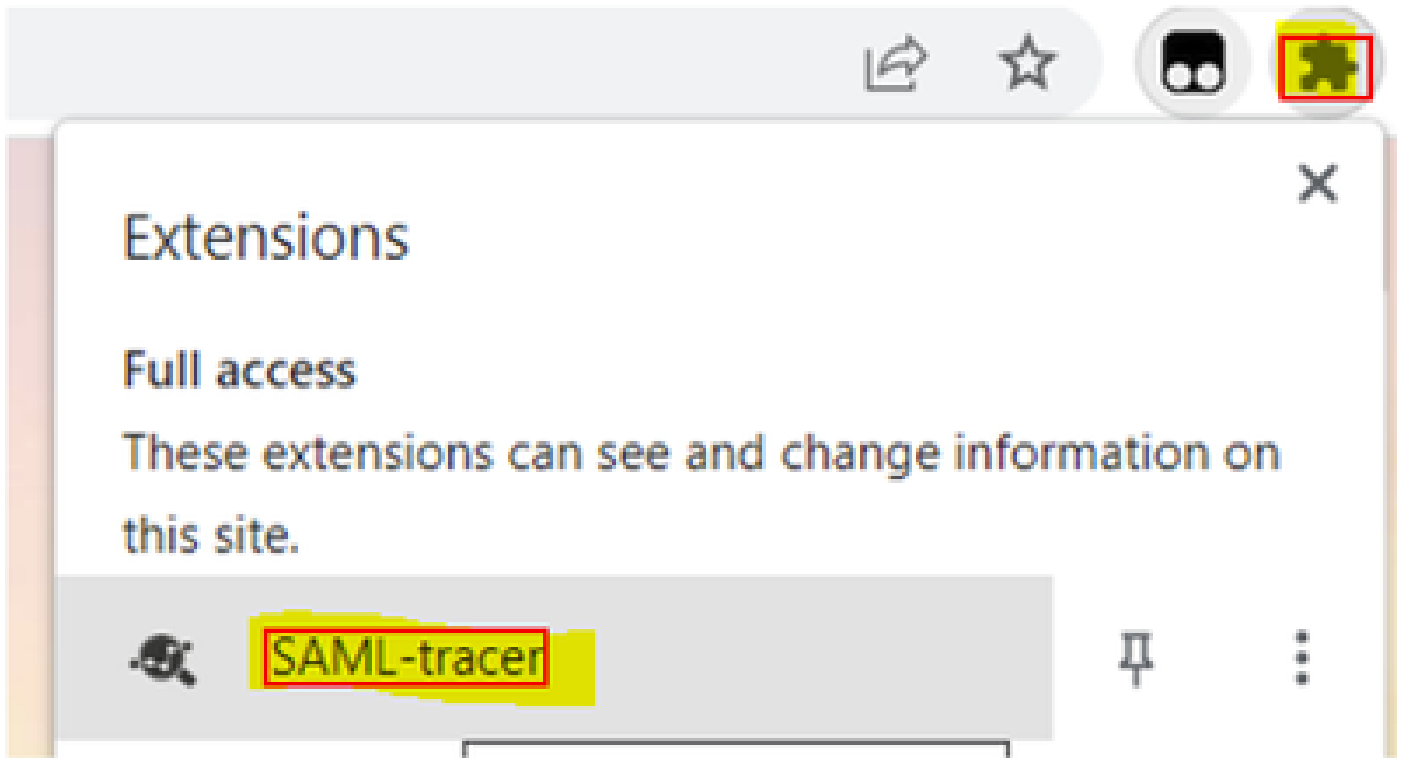 Extensions
Full access
These extensions can see and change information on
this site.
SAML-tracer